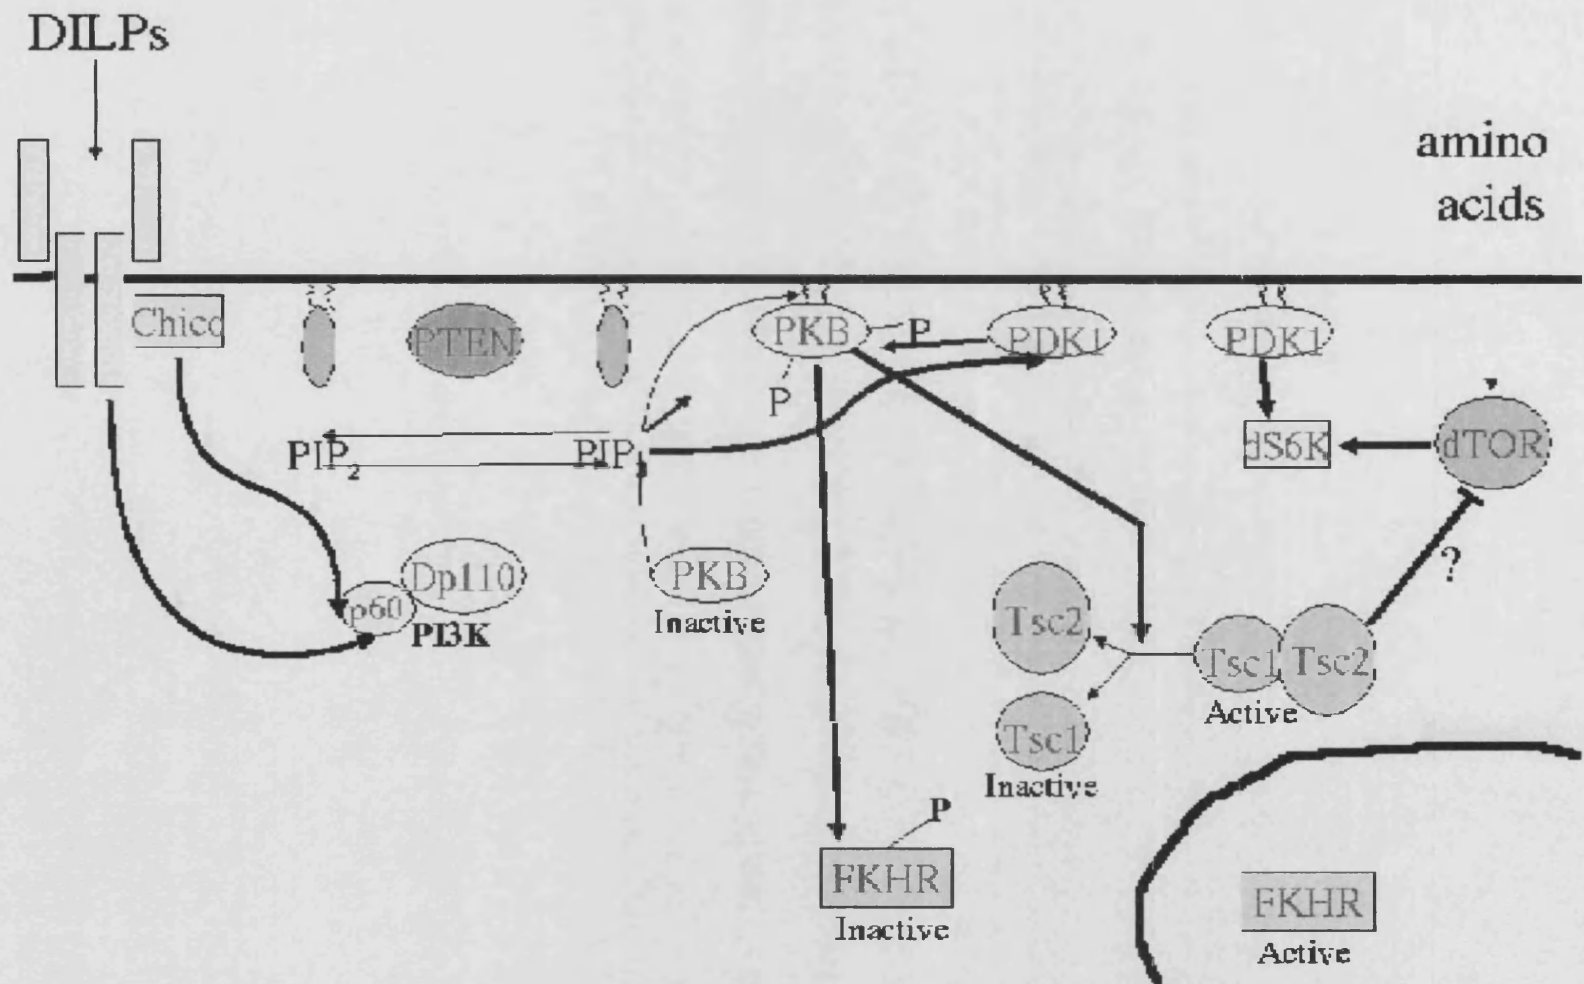 DILPs
amino
acids
Chico
PTEN
PKB
P
PDK1
PDK1
P
PIP2
PIP3
dS6K
dTOR
?
Dp110
p60
PI3K
PKB
Inactive
Tsc2
Tsc1
Tsc2
Active
Tsc1
Inactive
P
FKHR
Inactive
FKHR
Active